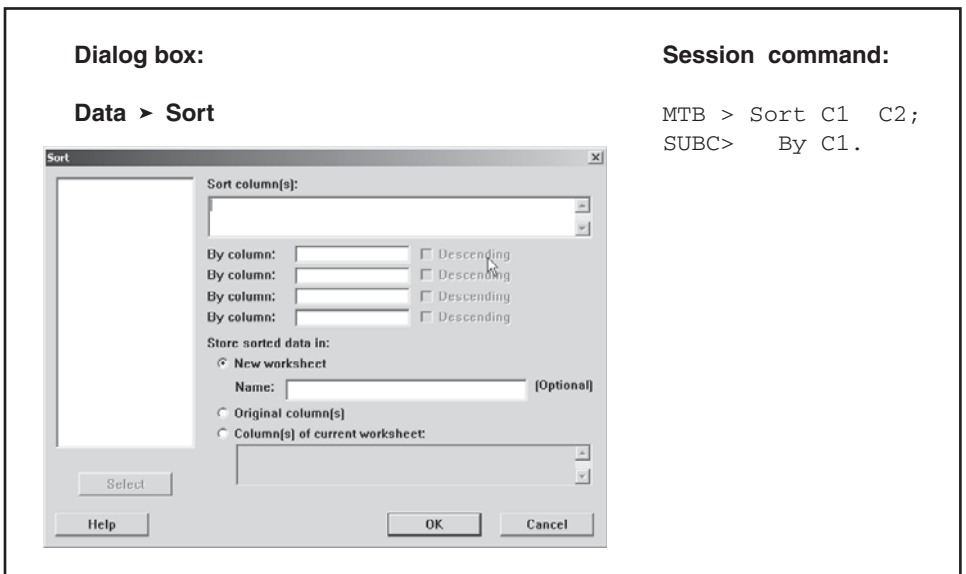 Dialog box:
Data ➤ Sort
Sort
Sort column(s):
By column:
Descending
By column:
Descending
By column:
Descending
By column:
Descending
Store sorted data in:
New worksheet
Name:
(Optional)
Original column(s)
Column(s) of current worksheet:
Select
Help
OK
Cancel
Session command:
MTB > Sort C1 C2;
SUBC> By C1.